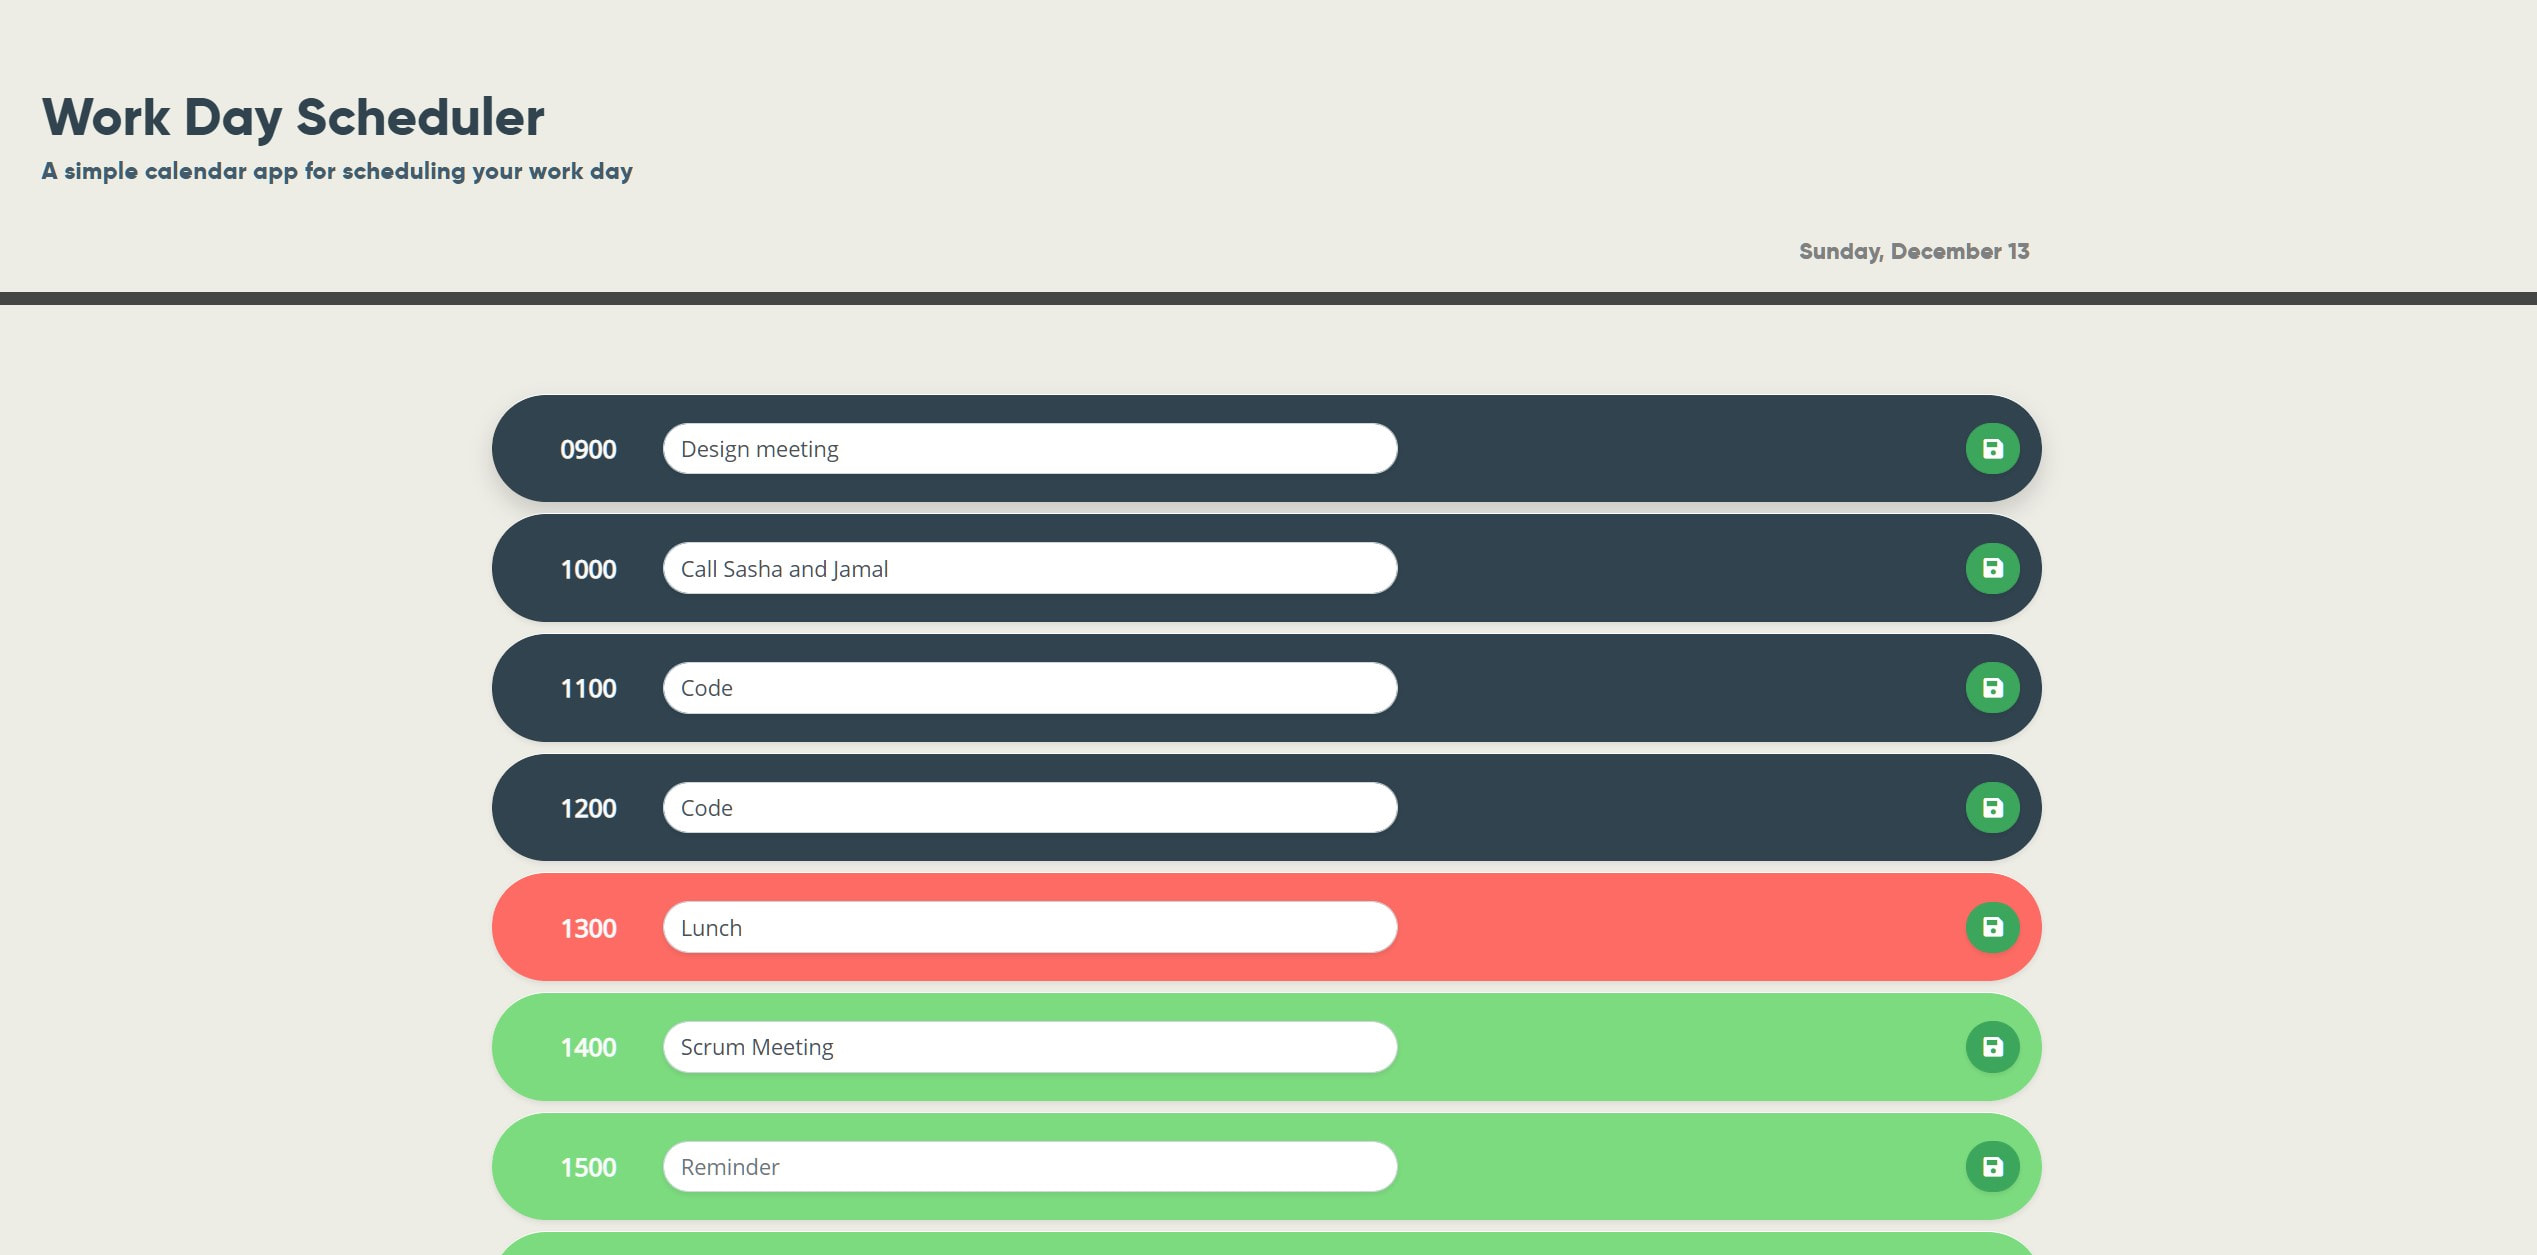 Work Day Scheduler
A simple calendar app for scheduling your work day
Sunday, December 13
0900 Design meeting
1000 Call Sasha and Jamal
1100 Code
1200 Code
1300 Lunch
1400 Scrum Meeting
1500 Reminder